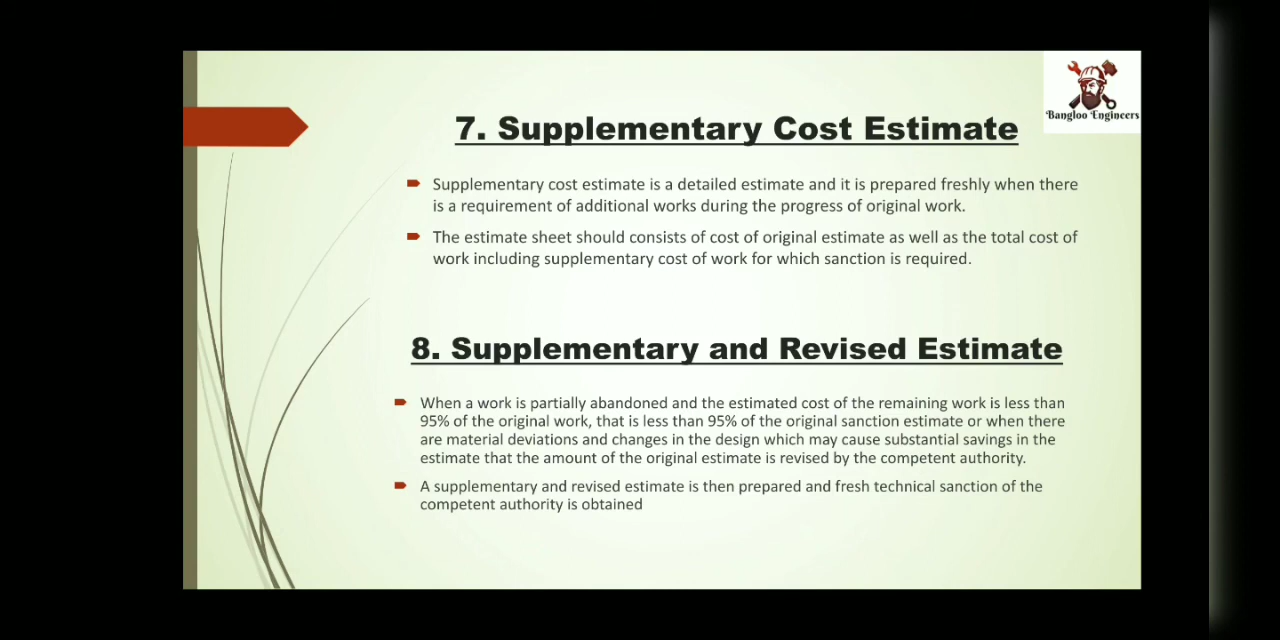 Bangloo Engineers
7. Supplementary Cost Estimate
Supplementary cost estimate is a detailed estimate and it is prepared freshly when there
is a requirement of additional works during the progress of original work.
The estimate sheet should consists of cost of original estimate as well as the total cost of
work including supplementary cost of work for which sanction is required.
8. Supplementary and Revised Estimate
When a work is partially abandoned and the estimated cost of the remaining work is less than
95% of the original work, that is less than 95% of the original sanction estimate or when there
are material deviations and changes in the design which may cause substantial savings in the
estimate that the amount of the original estimate is revised by the competent authority.
A supplementary and revised estimate is then prepared and fresh technical sanction of the
competent authority is obtained